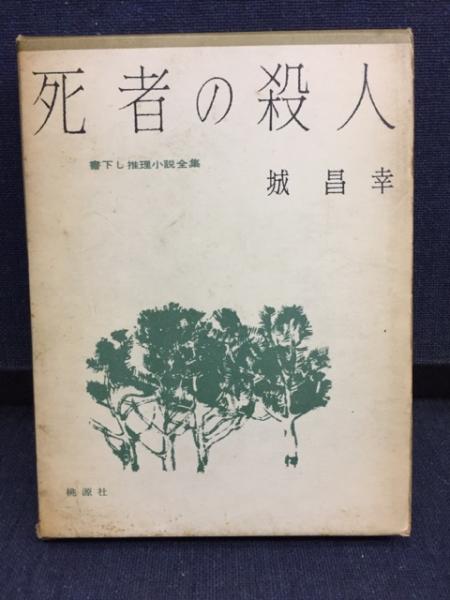 死者の殺人
書下し推理小説全集
城昌幸
桃源社